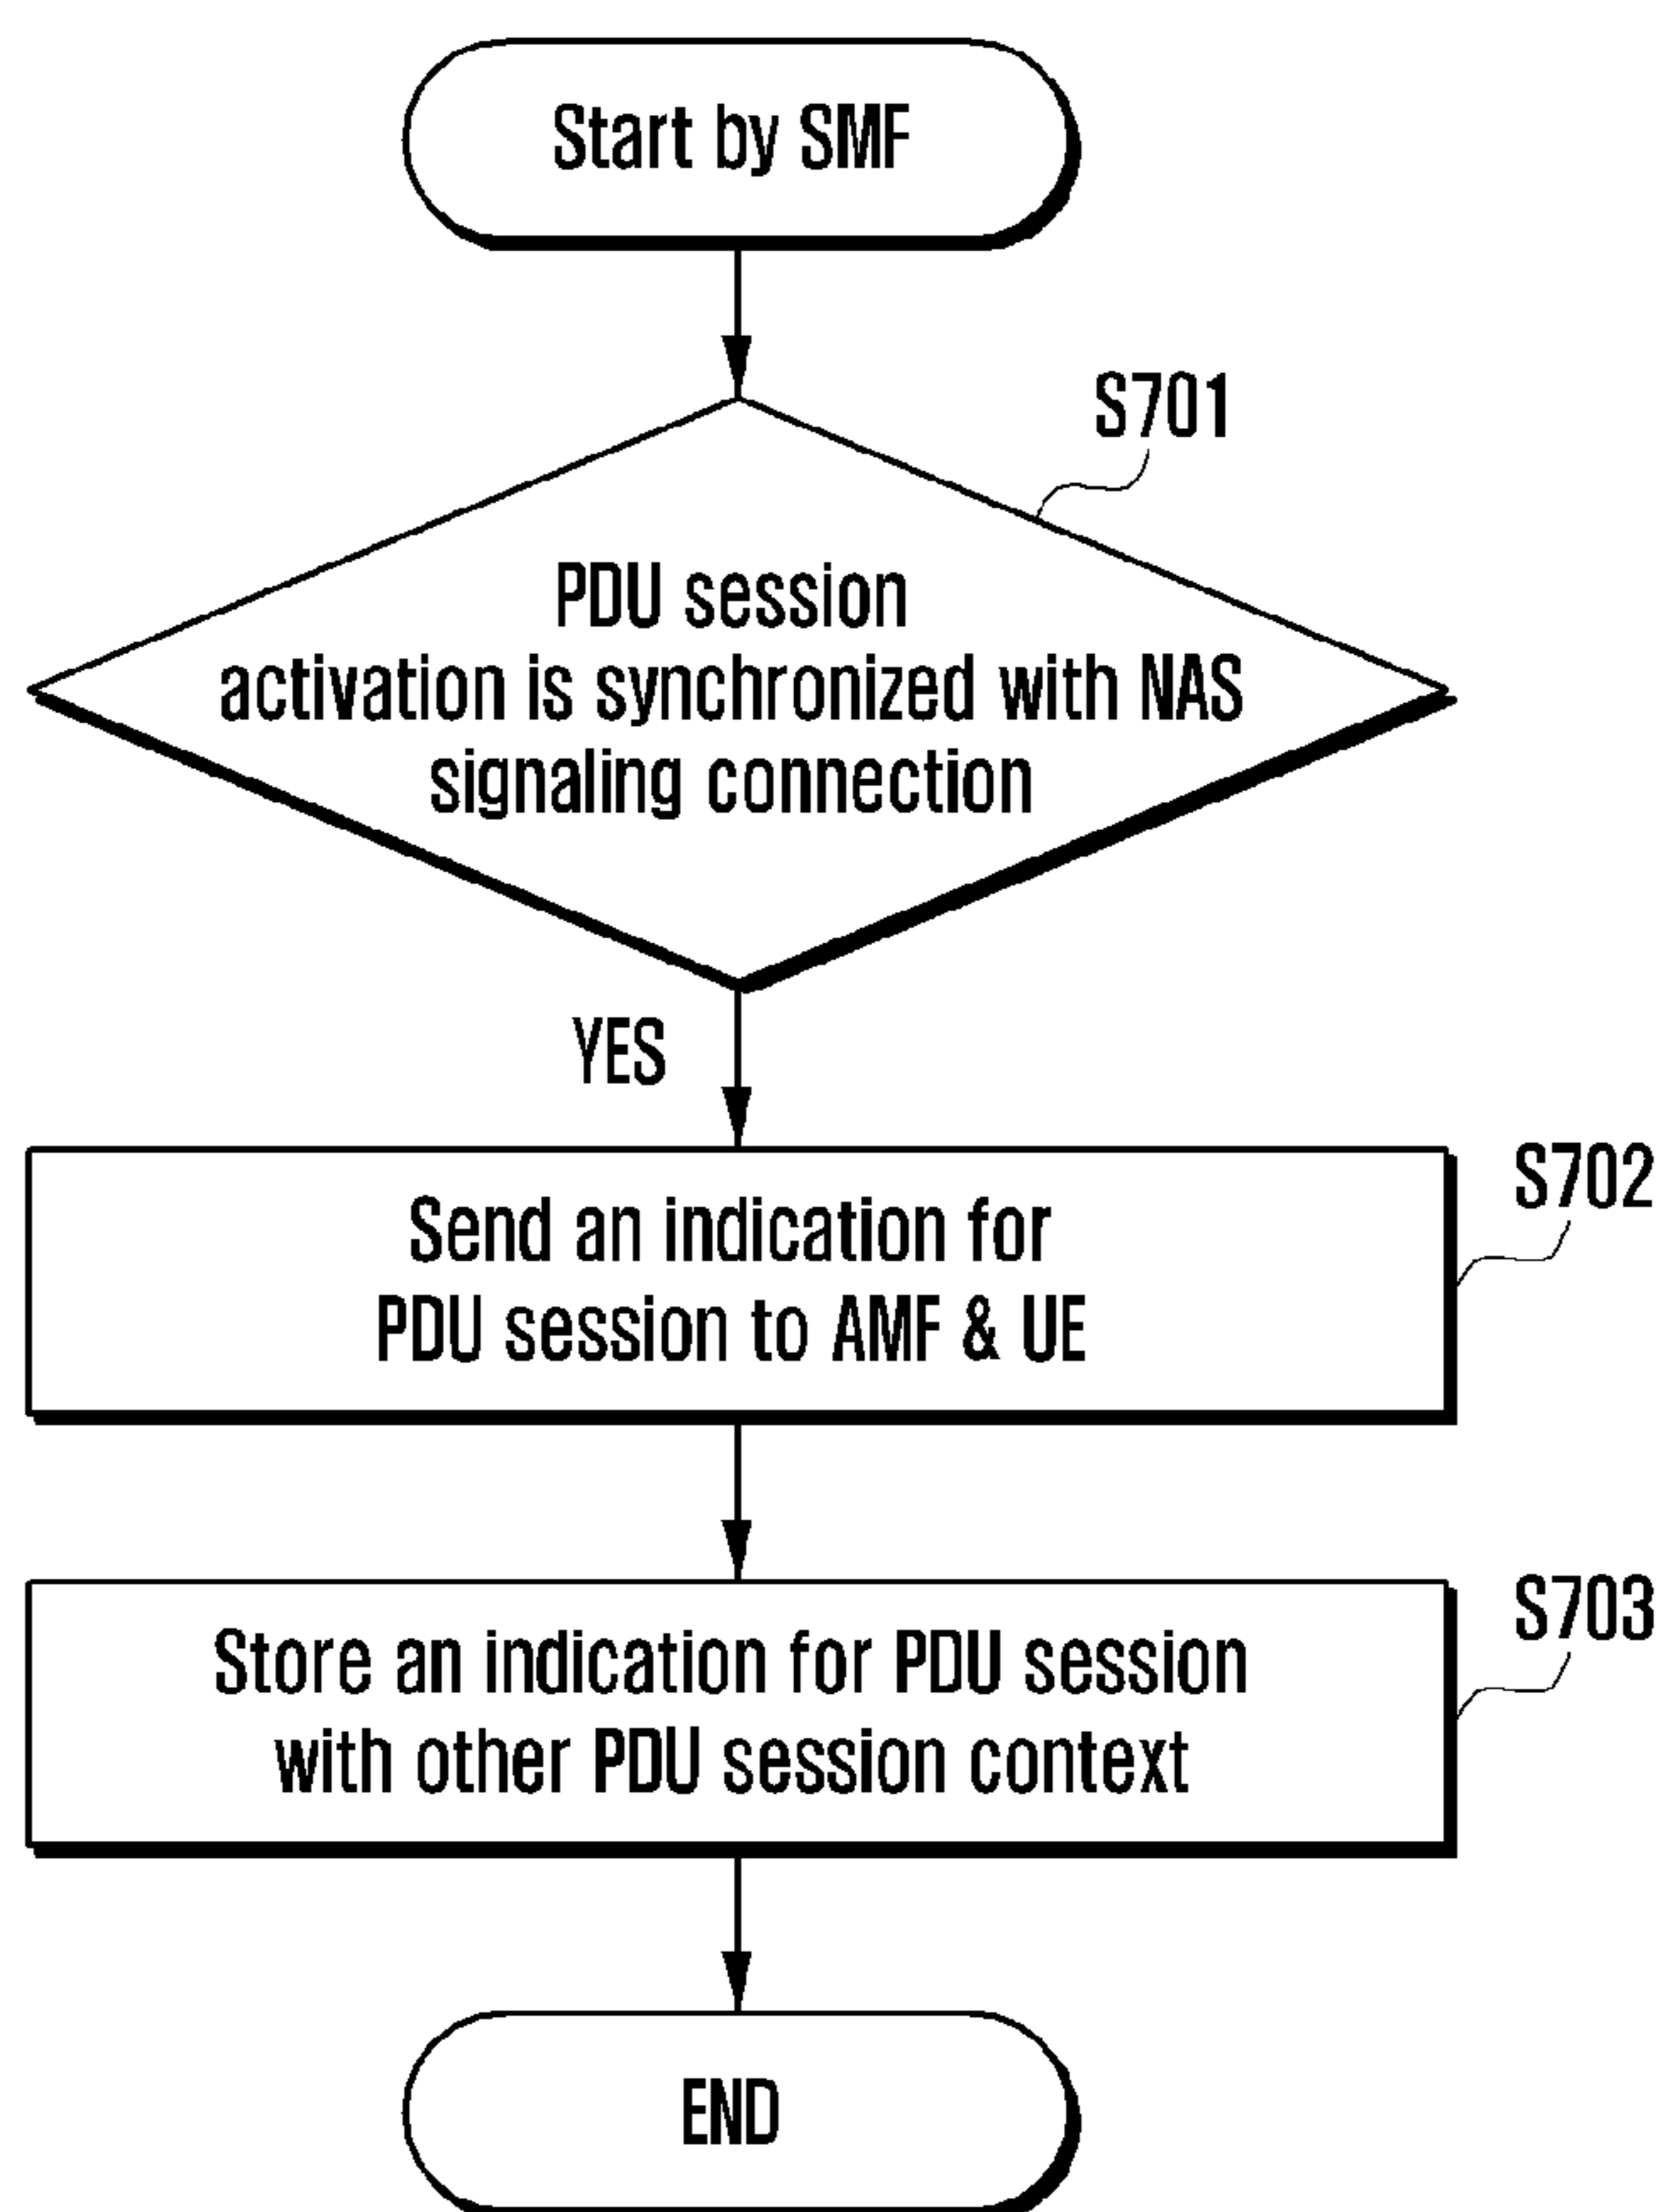 Start by SMF
S701
PDU session
activation is synchronized with NAS
signaling connection
YES
S702
Send an indication for
PDU session to AMF & UE
S703
Store an indication for PDU session
with other PDU session context
END